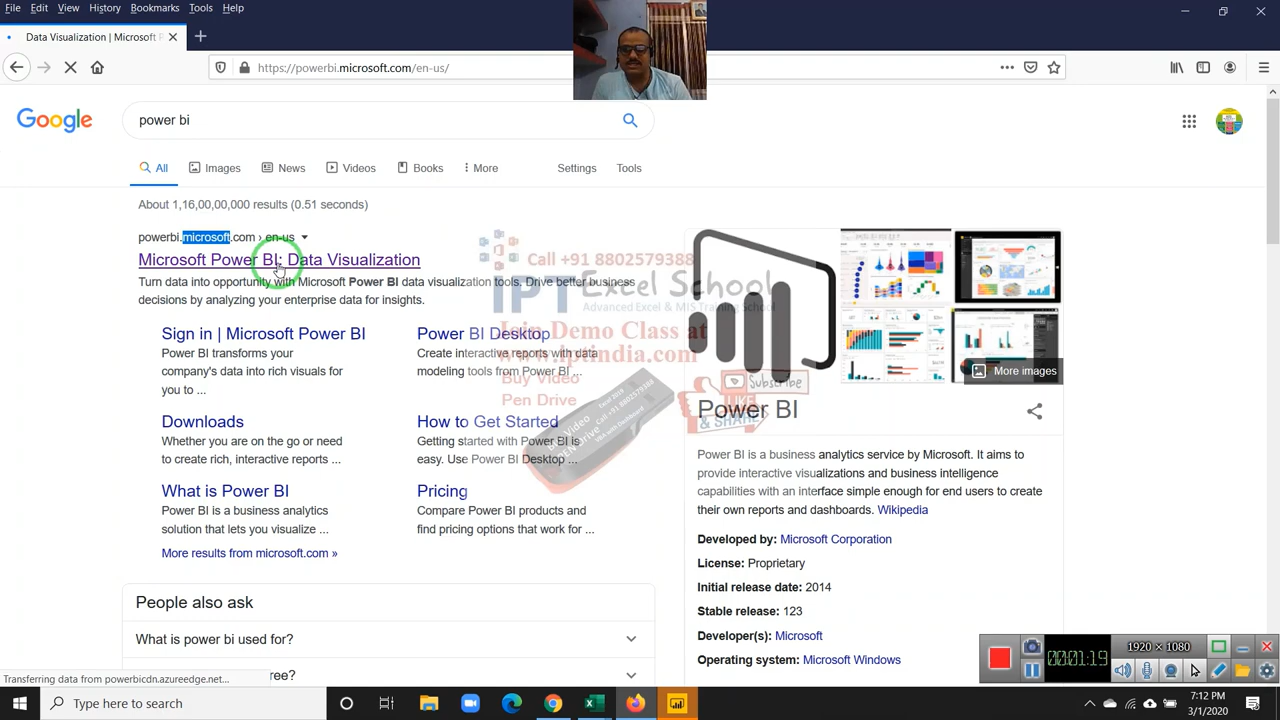 File Edit View History Bookmarks Tools Help
Data Visualization | Microsoft P
https://powerbi.microsoft.com/en-us/
Google
power bi
All Images News Videos Books More Settings Tools
About 1,16,00,00,000 results (0.51 seconds)
powerbi.microsoft.com › en-us
Microsoft Power BI: Data Visualization
Turn data into opportunity with Microsoft Power BI data visualization tools. Drive better business
decisions by analyzing your enterprise data for insights.
Sign in | Microsoft Power BI
Power BI transforms your
company's data into rich visuals for
you to ...
Power BI Desktop
Create interactive reports with data
modeling tools from Power BI ...
Downloads
Whether you are on the go or need
to create rich, interactive reports ...
How to Get Started
Getting started with Power BI is
easy. Use Power BI Desktop ...
What is Power BI
Power BI is a business analytics
solution that lets you visualize ...
Pricing
Compare Power BI products and
find pricing options that work for ...
More results from microsoft.com »
People also ask
What is power bi used for?
ree?
Call +91 8802579388
IPT Excel School
Advanced Excel & MIS Training School
Demo Class at
www.iptindia.com
Buy Video
Pen Drive
Subscribe
LIKE
& SHARE
More images
Power BI
Power BI is a business analytics service by Microsoft. It aims to
provide interactive visualizations and business intelligence
capabilities with an interface simple enough for end users to create
their own reports and dashboards. Wikipedia
Developed by: Microsoft Corporation
License: Proprietary
Initial release date: 2014
Stable release: 123
Developer(s): Microsoft
Operating system: Microsoft Windows
00:01:19
1920 × 1080
Transferring data from powerbicdn.azureedge.net...
Type here to search
7:12 PM
3/1/2020